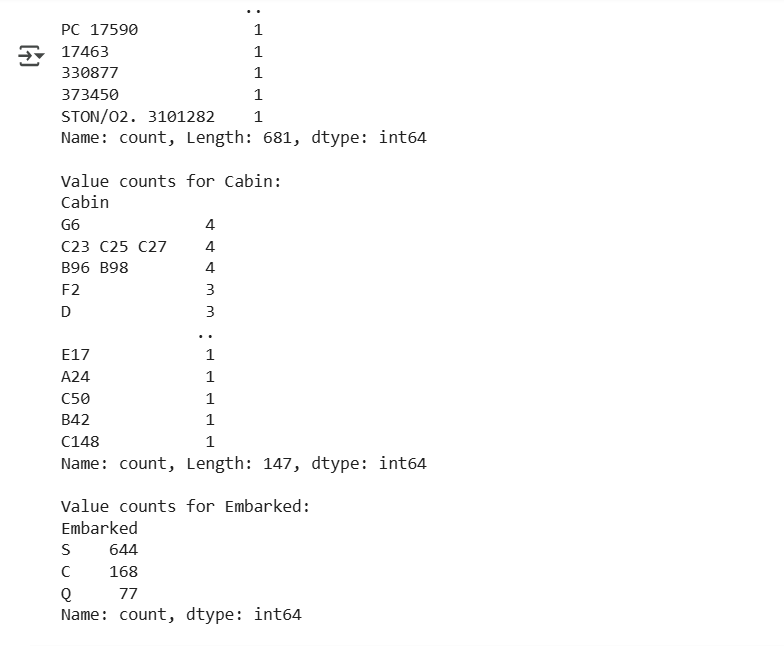 ..
PC 17590              1
17463                 1
330877                1
373450                1
STON/O2. 3101282    1
Name: count, Length: 681, dtype: int64

Value counts for Cabin:
Cabin
G6             4
C23 C25 C27    4
B96 B98        4
F2             3
D              3
..
E17            1
A24            1
C50            1
B42            1
C148           1
Name: count, Length: 147, dtype: int64

Value counts for Embarked:
Embarked
S    644
C    168
Q     77
Name: count, dtype: int64